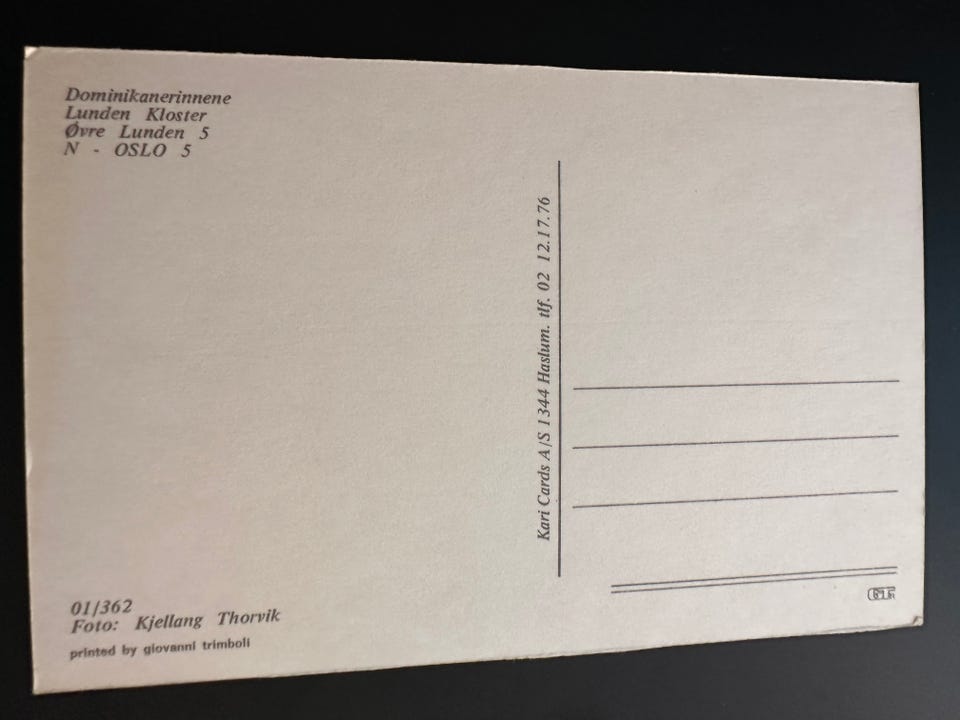 Dominikanerinnene
Lunden Kloster
Øvre Lunden 5
N - OSLO 5
Kari Cards A/S 1344 Haslum. tlf. 02 12.17.76
01/362
Foto: Kjellang Thorvik
printed by giovanni trimboli